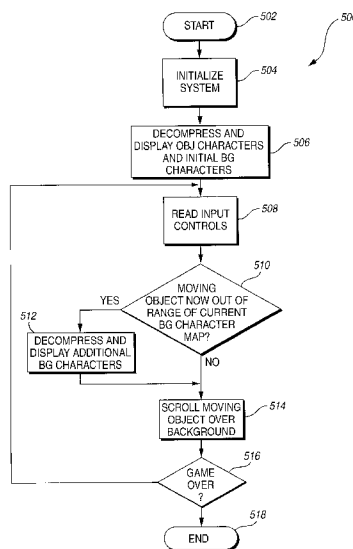 START
502
INITIALIZE
SYSTEM
504
DECOMPRESS AND
DISPLAY OBJ CHARACTERS
AND INITIAL BG
CHARACTERS
506
READ INPUT
CONTROLS
508
510
MOVING
OBJECT NOW OUT OF
RANGE OF CURRENT
BG CHARACTER
MAP?
YES
512
DECOMPRESS AND
DISPLAY ADDITIONAL
BG CHARACTERS
NO
SCROLL MOVING
OBJECT OVER
BACKGROUND
514
516
GAME
OVER
?
518
END